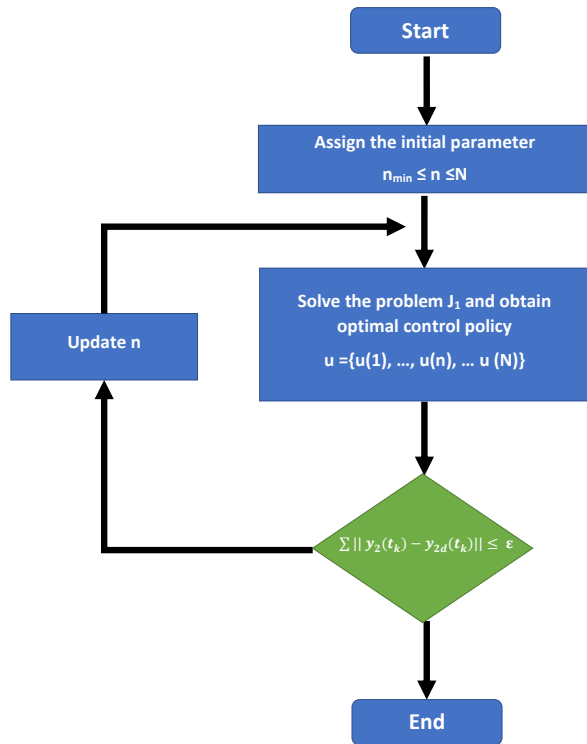 Start
Assign the initial parameter
nₘᵢₙ ≤ n ≤N
Solve the problem J₁ and obtain
optimal control policy
u ={u(1), …, u(n), … u (N)}
Update n
∑ || y₂(tₖ) − y₂d(tₖ)|| ≤ ε
End